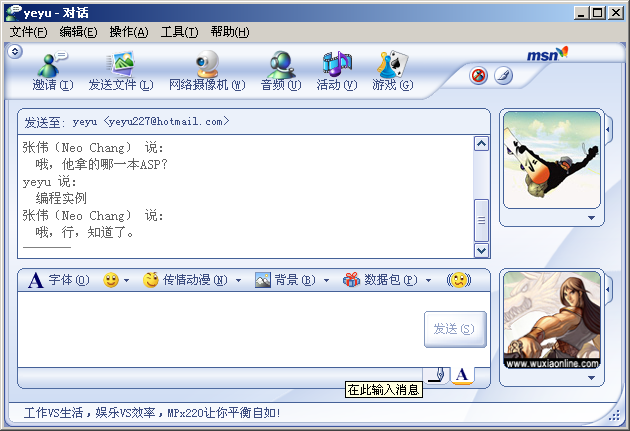 yeyu - 对话
文件(F) 编辑(E) 操作(A) 工具(T) 帮助(H)
msn
邀请(I) 发送文件(L) 网络摄像机(W) 音频(U) 活动(V) 游戏(G)
发送至: yeyu <yeyu227@hotmail.com>
张伟（Neo Chang） 说:
哦，他拿的哪一本ASP?
yeyu 说:
编程实例
张伟（Neo Chang） 说:
哦，行，知道了。
A 字体(O) 传情动漫(N) 背景(B) 数据包(P)
发送(S)
www.wuxiaonline.com
A
在此输入消息
工作VS生活，娱乐VS效率，MPx220让你平衡自如!